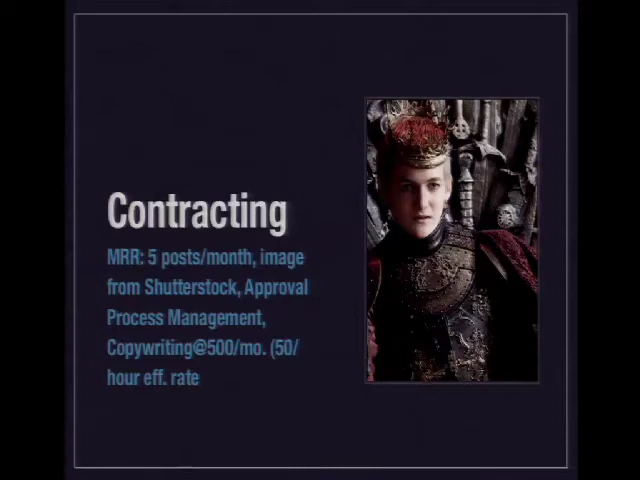 Contracting
MRR: 5 posts/month, image
from Shutterstock, Approval
Process Management,
Copywriting@500/mo. (50/
hour eff. rate